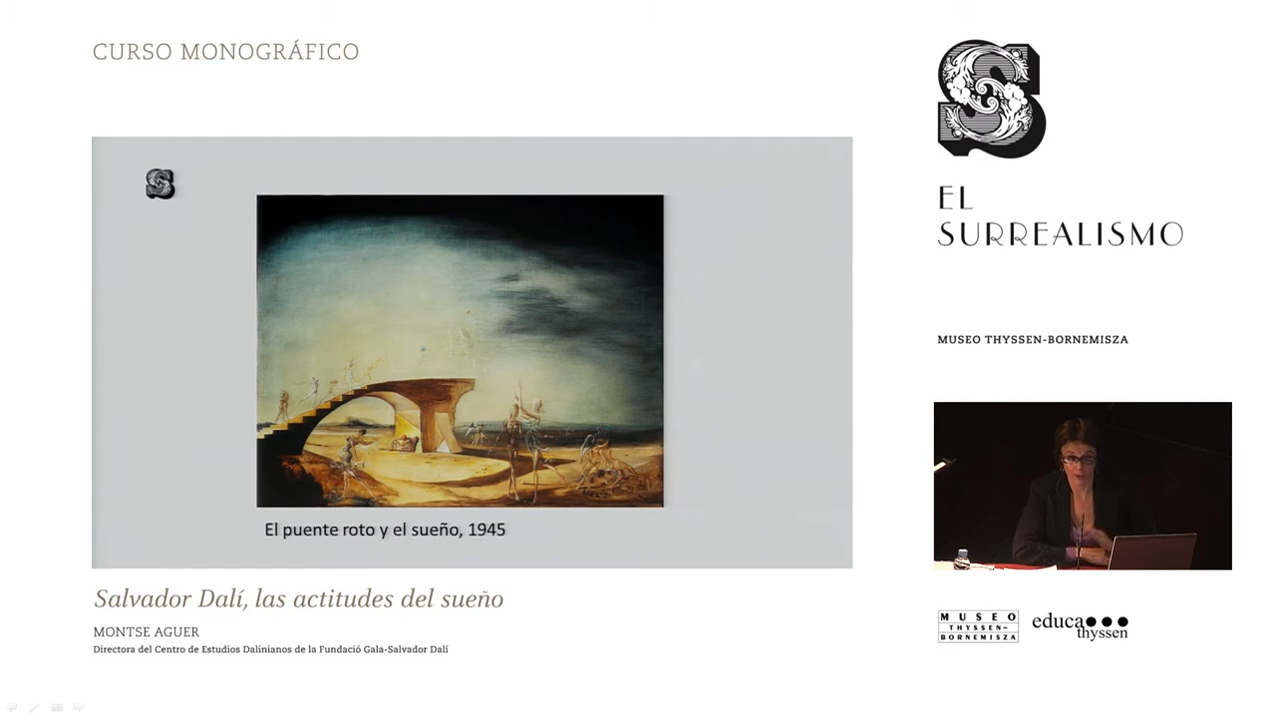 CURSO MONOGRÁFICO
S
S
EL
SURREALISMO
MUSEO THYSSEN-BORNEMISZA
El puente roto y el sueño, 1945
Salvador Dalí, las actitudes del sueño
MONTSE AGUER
Directora del Centro de Estudios Dalinianos de la Fundació Gala-Salvador Dalí
MUSEO
THYSSEN-
BORNEMISZA
educa
thyssen